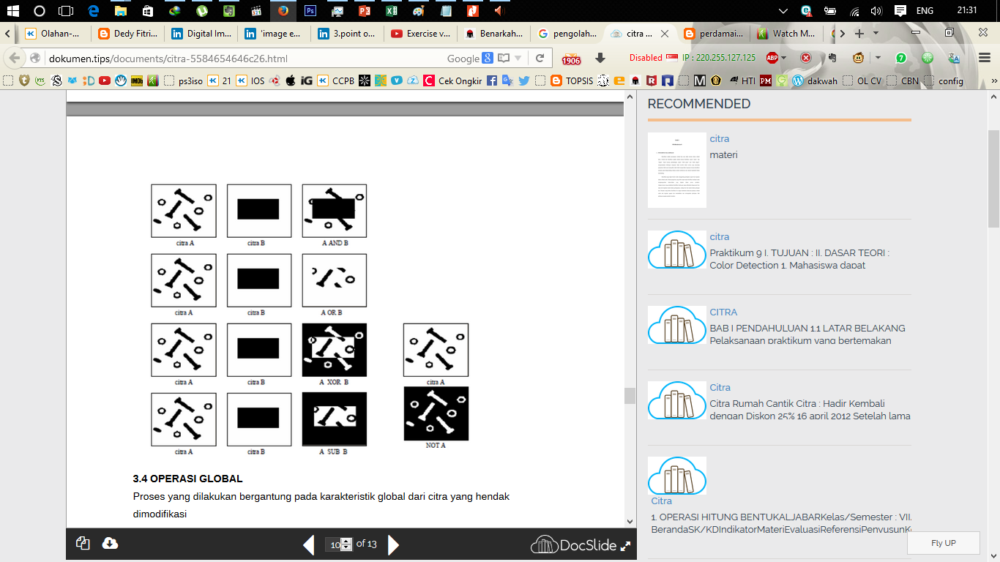 ENG
21:31
Olahan-...
Dedy Fitri...
Digital Im...
'image e...
3.point o...
Exercise v...
Benarkah...
pengolah...
citra ...
perdamai...
Watch M...
dokumen.tips/documents/citra-5584654646c26.html
Google
1906
Disabled
IP : 220.255.127.125
ABP
ps3iso
21
IOS
iG
CCPB
Cek Ongkir
TOPSIS
HTI
PM
dakwah
OL CV
CBN
config
citra A
citra B
A AND B
citra A
citra B
A OR B
citra A
citra B
A XOR B
citra A
citra A
citra B
A SUB B
NOT A
3.4 OPERASI GLOBAL
Proses yang dilakukan bergantung pada karakteristik global dari citra yang hendak
dimodifikasi
10
of 13
DocSlide
RECOMMENDED
citra
materi
citra
Praktikum 9 I. TUJUAN : II. DASAR TEORI :
Color Detection 1. Mahasiswa dapat
CITRA
BAB I PENDAHULUAN 1.1 LATAR BELAKANG
Pelaksanaan praktikum yang bertemakan
Citra
Citra Rumah Cantik Citra : Hadir Kembali
dengan Diskon 25% 16 april 2012 Setelah lama
Citra
1. OPERASI HITUNG BENTUKALJABARKelas/Semester : VII.
BerandaSK/KDIndikatorMateriEvaluasiReferensiPenyusunKe
Fly UP